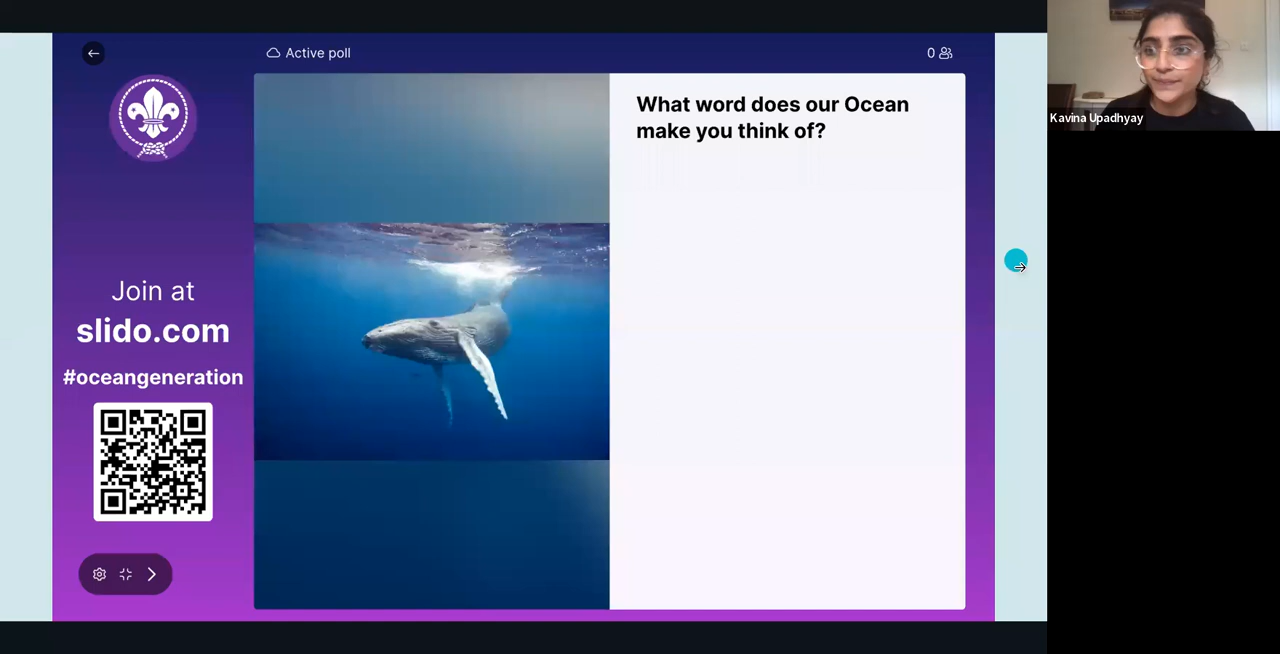 Active poll
0
What word does our Ocean
make you think of?
Join at
slido.com
#oceangeneration
Kavina Upadhyay